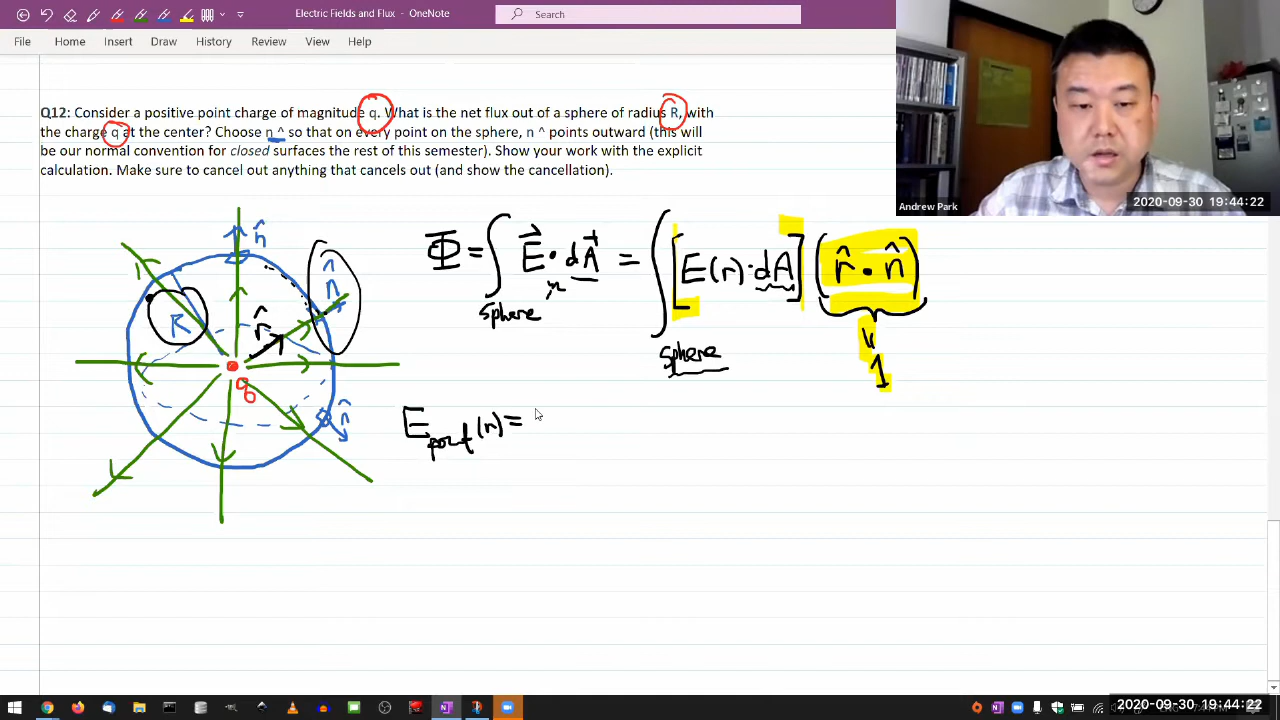 Electric Fields and Flux - OneNote
Search
File Home Insert Draw History Review View Help
Q12: Consider a positive point charge of magnitude q. What is the net flux out of a sphere of radius R, with
the charge q at the center? Choose n ^ so that on every point on the sphere, n ^ points outward (this will
be our normal convention for closed surfaces the rest of this semester). Show your work with the explicit
calculation. Make sure to cancel out anything that cancels out (and show the cancellation).
Andrew Park
2020-09-30 19:44:22
n̂
n̂
R
r̂
q
n̂
Φ = ∫ E⃗ · dA⃗ = ∫ [E(r) · dA] (r̂ · n̂)
sphere
sphere
1
E point (r) =
2020-09-30 19:44:22